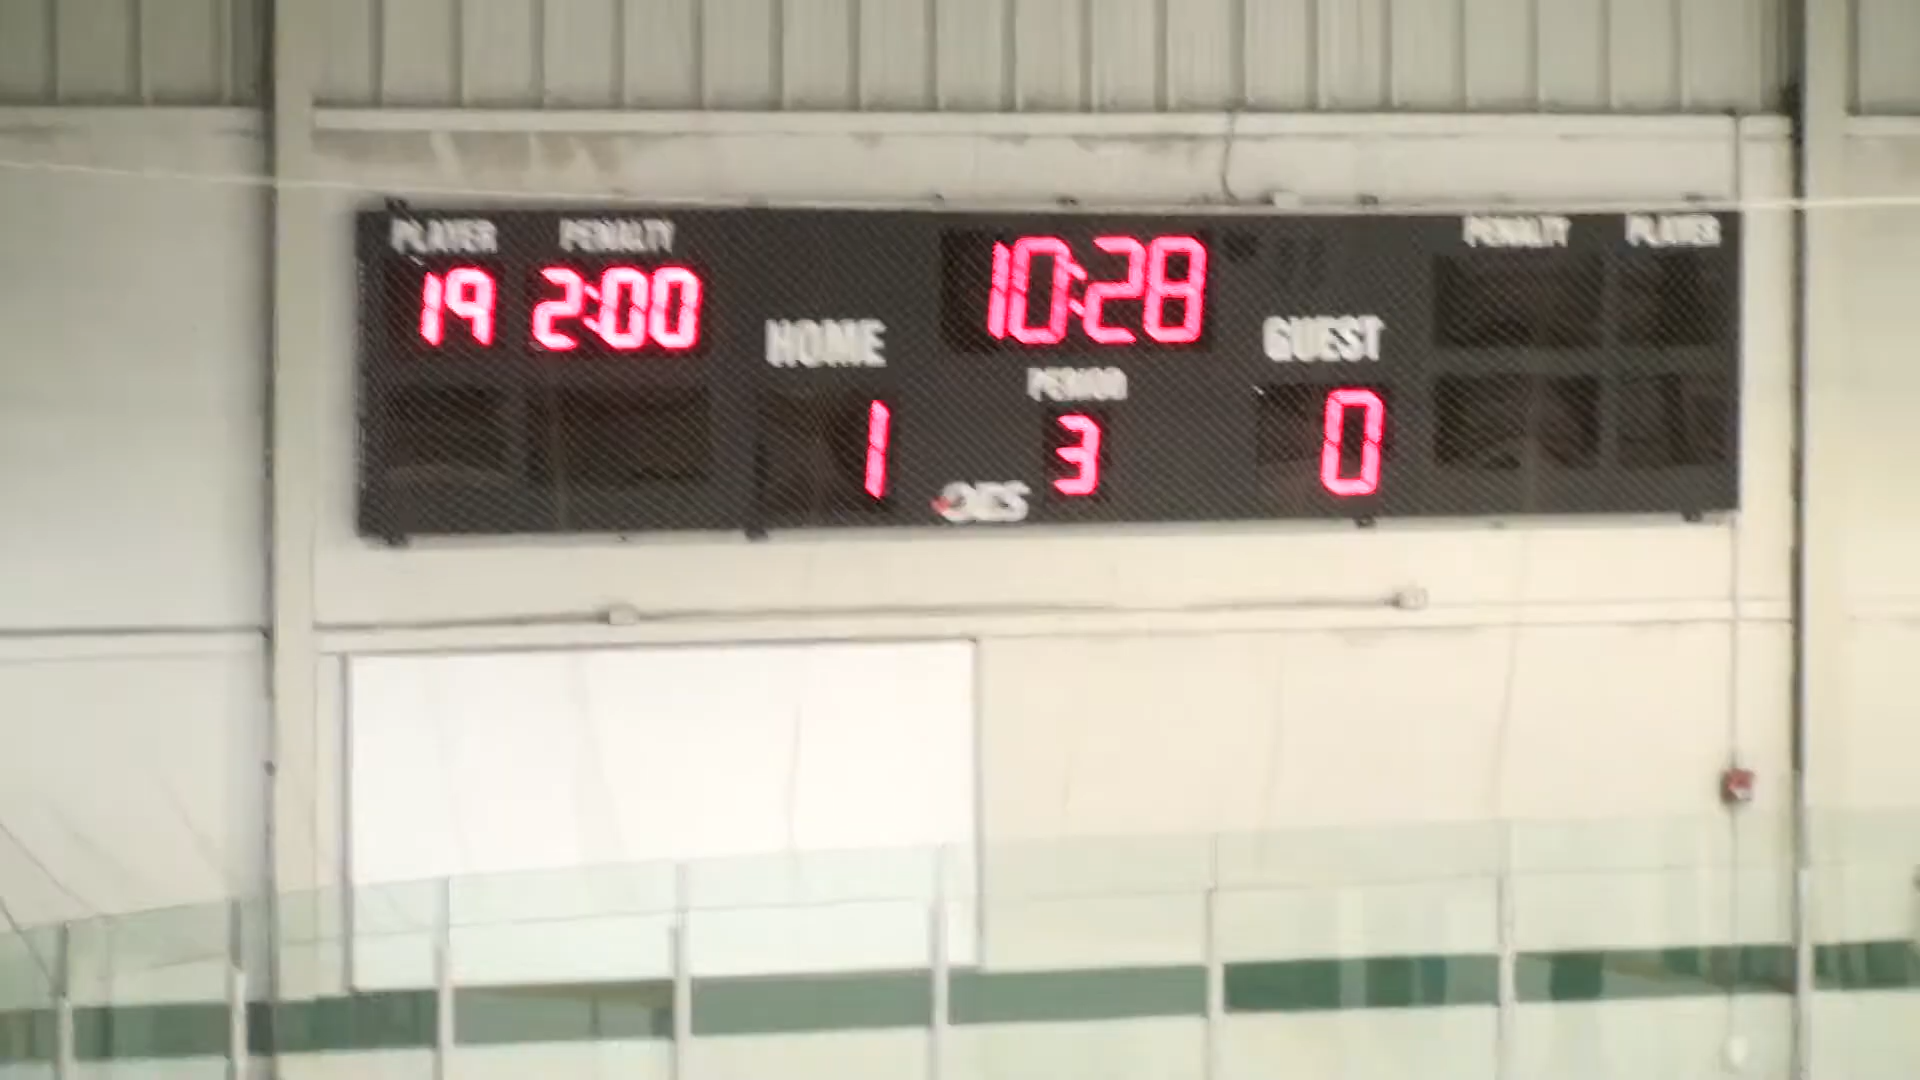 PLAYER PENALTY 10:28 PENALTY PLAYER
19 2:00
HOME GUEST
PERIOD
1 3 0
OES